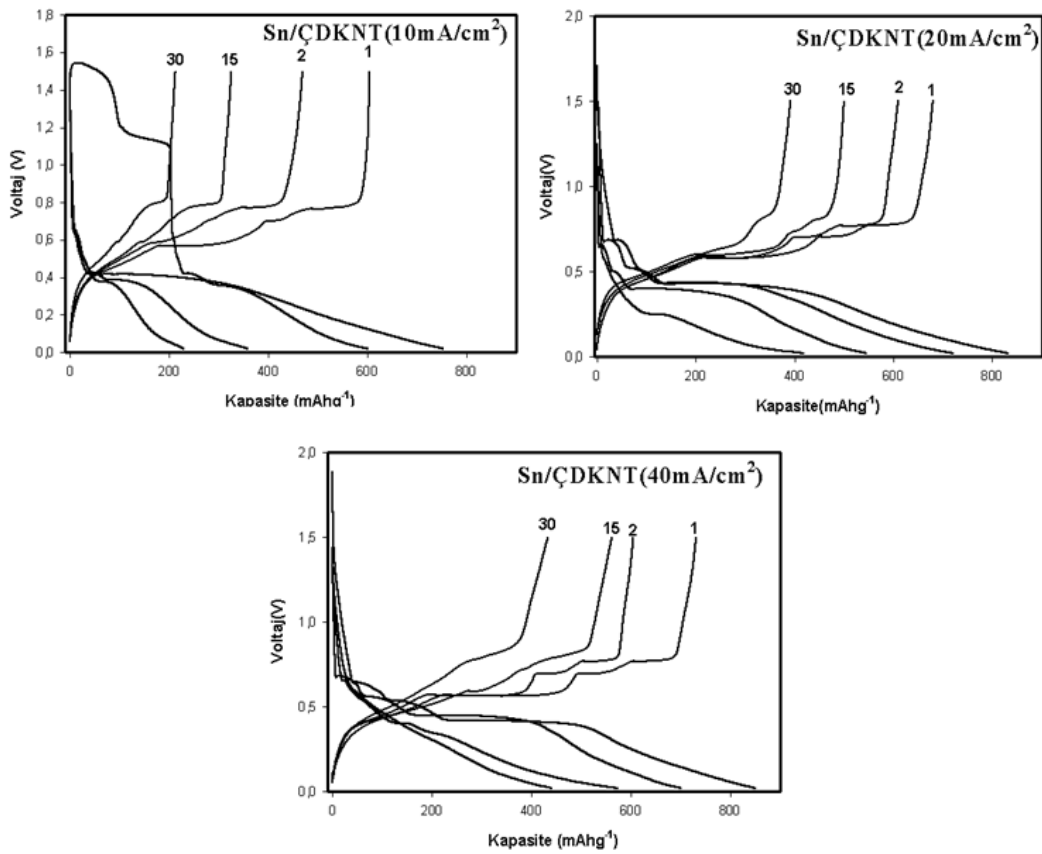 Sn/ÇDKNT(10mA/cm²)
30 15 2 1
1,8
1,6
1,4
1,2
1,0
0,8
0,6
0,4
0,2
0,0
Voltaj (V)
0 200 400 600 800
Kapasite (mAhg⁻¹)
Sn/ÇDKNT(20mA/cm²)
30 15 2 1
2,0
1,5
1,0
0,5
0,0
Voltaj(V)
0 200 400 600 800
Kapasite(mAhg⁻¹)
Sn/ÇDKNT(40mA/cm²)
30 15 2 1
2,0
1,5
1,0
0,5
0,0
Voltaj(V)
0 200 400 600 800
Kapasite (mAhg⁻¹)